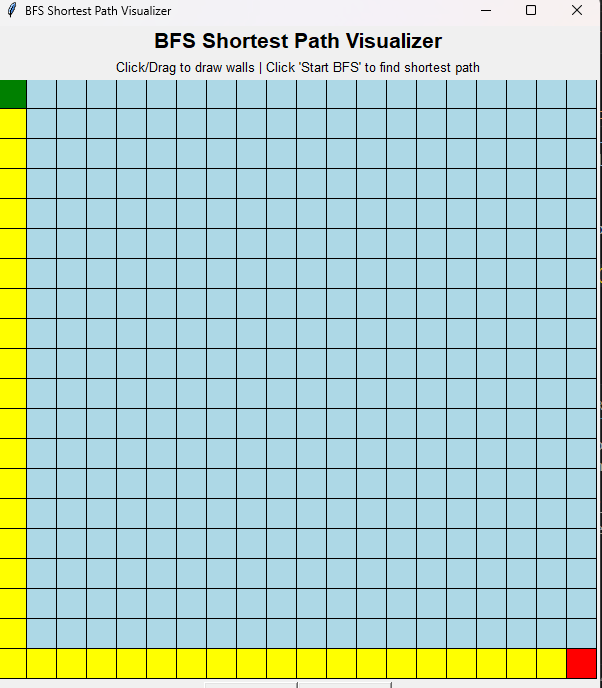 BFS Shortest Path Visualizer
BFS Shortest Path Visualizer
Click/Drag to draw walls | Click 'Start BFS' to find shortest path